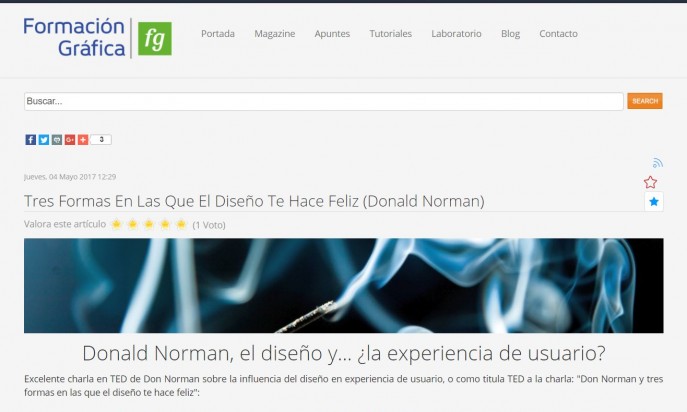 Formación
Gráfica
fg
Portada Magazine Apuntes Tutoriales Laboratorio Blog Contacto
Buscar...
SEARCH
3
Jueves, 04 Mayo 2017 12:29
Tres Formas En Las Que El Diseño Te Hace Feliz (Donald Norman)
Valora este artículo (1 Voto)
Donald Norman, el diseño y... ¿la experiencia de usuario?
Excelente charla en TED de Don Norman sobre la influencia del diseño en experiencia de usuario, o como titula TED a la charla: "Don Norman y tres
formas en las que el diseño te hace feliz":